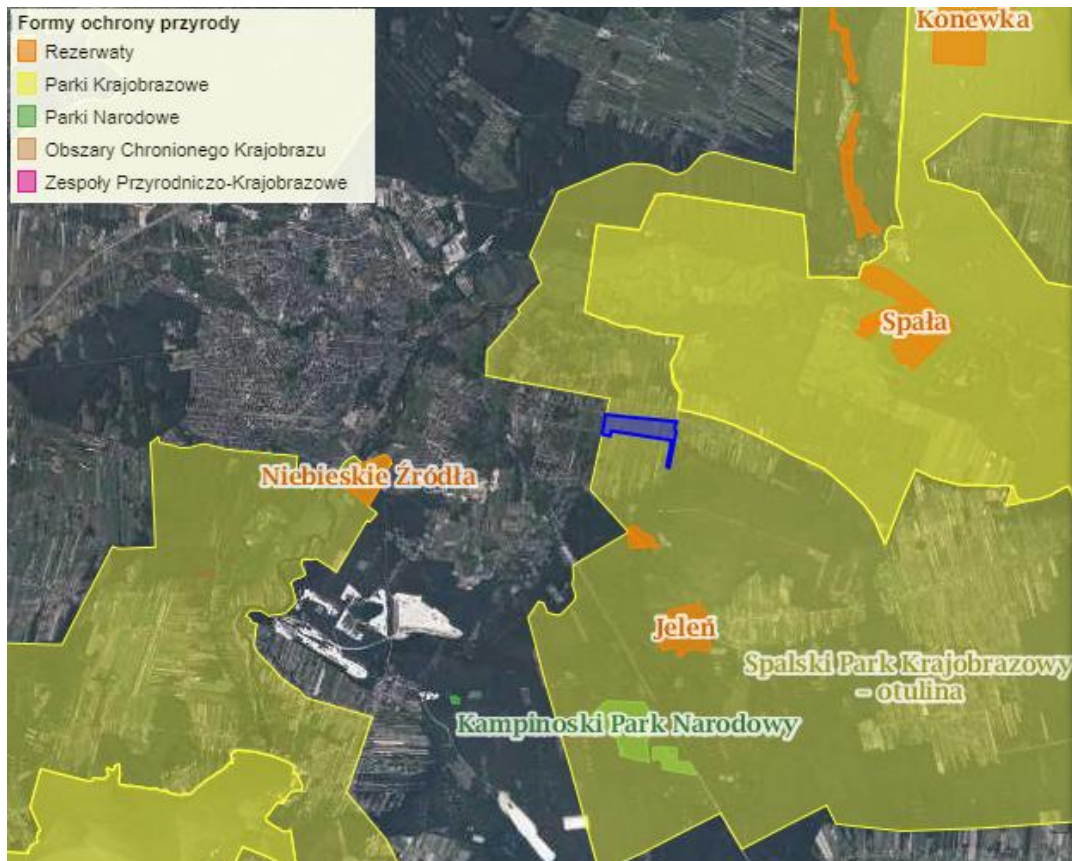 Formy ochrony przyrody
Rezerwaty
Parki Krajobrazowe
Parki Narodowe
Obszary Chronionego Krajobrazu
Zespoły Przyrodniczo-Krajobrazowe
Konewka
Spała
Niebieskie Źródła
Jeleń
Spalski Park Krajobrazowy
- otulina
Kampinoski Park Narodowy